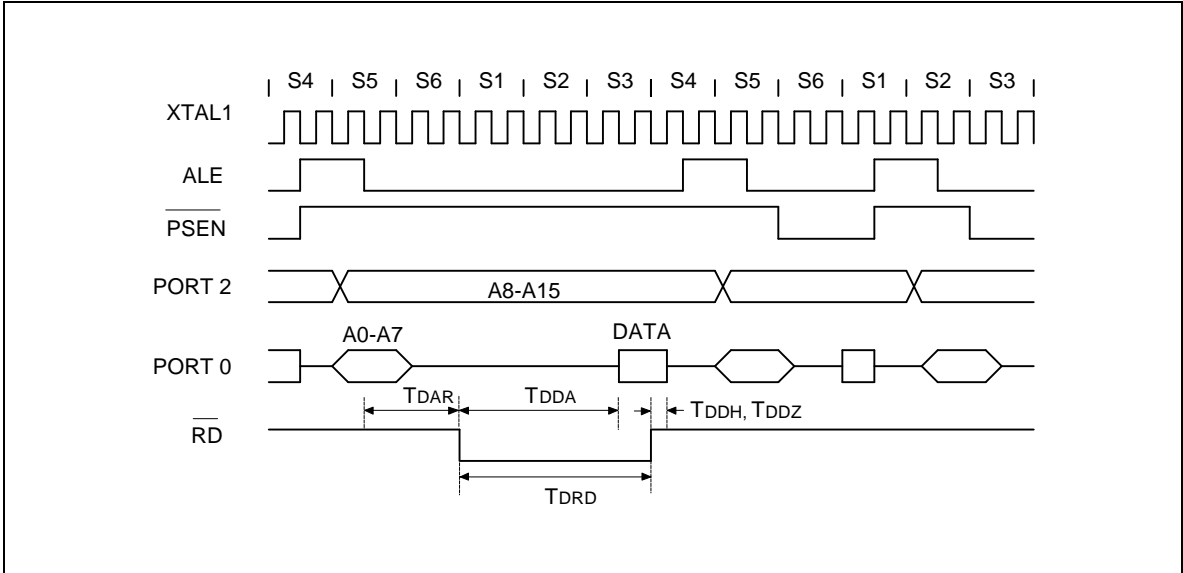 S4 S5 S6 S1 S2 S3 S4 S5 S6 S1 S2 S3
XTAL1
ALE
PSEN
PORT 2
A8-A15
A0-A7
DATA
PORT 0
TDAR
TDDA
TDDH, TDDZ
RD
TDRD